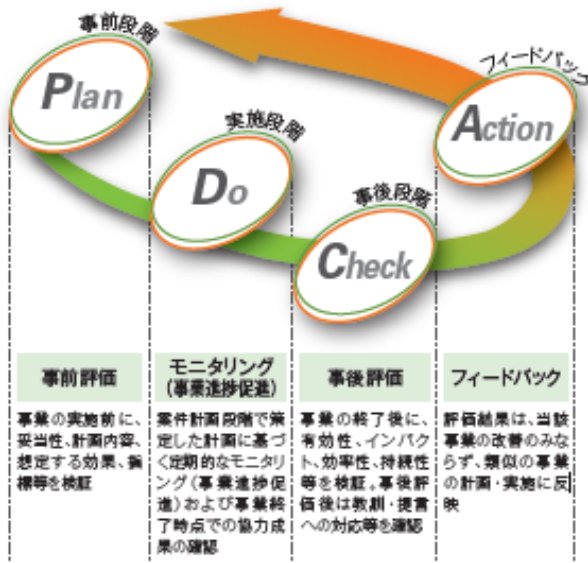 事前段階
Plan
実施段階
Do
事後段階
Check
フィードバック
Action
事前評価
事業の実施前に、
妥当性、計画内容、
想定する効果、指
標等を検証
モニタリング
(事業進捗促進)
案件計画段階で策
定した計画に基づ
く定期的なモニタリ
ング(事業進捗促
進)および事業終
了時点での協力成
果の確認
事後評価
事業の終了後に、
有効性、インパク
ト、効率性、持続性
等を検証。事後評
価後は教訓・提言
への対応等を確認
フィードバック
評価結果は、当該
事業の改善のみな
らず、類似の事業
の計画・実施に反
映